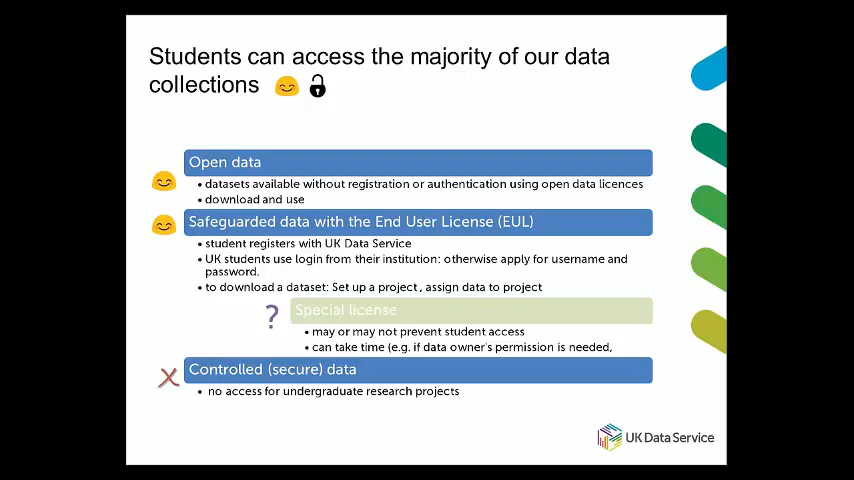 Students can access the majority of our data
collections
Open data
• datasets available without registration or authentication using open data licences
• download and use
Safeguarded data with the End User License (EUL)
• student registers with UK Data Service
• UK students use login from their institution: otherwise apply for username and
password.
• to download a dataset: Set up a project , assign data to project
?
Special license
• may or may not prevent student access
• can take time (e.g. if data owner's permission is needed,
Controlled (secure) data
• no access for undergraduate research projects
UK Data Service